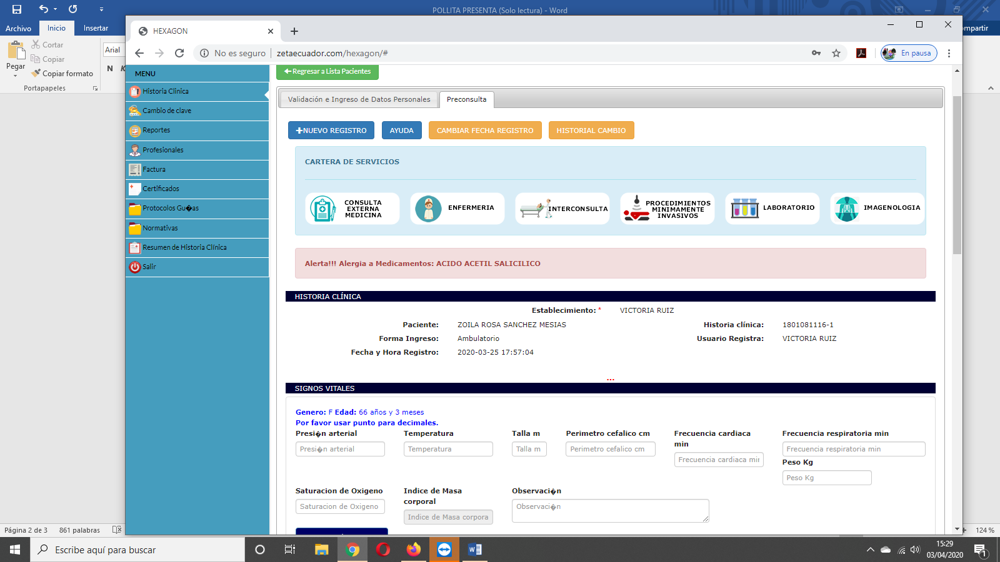 POLLITA PRESENTA (Solo lectura) - Word
Archivo
Inicio
Insertar
mpartir
HEXAGON
No es seguro
zetaecuador.com/hexagon/#
En pausa
Pegar
Cortar
Copiar
Copiar formato
Portapapeles
Arial
N
K
MENU
Historia Clinica
Cambio de clave
Reportes
Profesionales
Factura
Certificados
Protocolos Gu�as
Normativas
Resumen de Historia Clínica
Salir
Regresar a Lista Pacientes
Validación e Ingreso de Datos Personales
Preconsulta
NUEVO REGISTRO
AYUDA
CAMBIAR FECHA REGISTRO
HISTORIAL CAMBIO
CARTERA DE SERVICIOS
CONSULTA
EXTERNA
MEDICINA
ENFERMERIA
INTERCONSULTA
PROCEDIMIENTOS
MINIMAMENTE
INVASIVOS
LABORATORIO
IMAGENOLOGIA
Alerta!!! Alergia a Medicamentos: ACIDO ACETIL SALICILICO
HISTORIA CLÍNICA
Establecimiento: * VICTORIA RUIZ
Paciente: ZOILA ROSA SANCHEZ MESIAS
Historia clínica: 1801081116-1
Forma Ingreso: Ambulatorio
Usuario Registra: VICTORIA RUIZ
Fecha y Hora Registro: 2020-03-25 17:57:04
...
SIGNOS VITALES
Genero: F Edad: 66 años y 3 meses
Por favor usar punto para decimales.
Presi�n arterial
Presi�n arterial
Temperatura
Temperatura
Talla m
Talla m
Perimetro cefalico cm
Perimetro cefalico cm
Frecuencia cardiaca
min
Frecuencia cardiaca min
Frecuencia respiratoria min
Frecuencia respiratoria min
Peso Kg
Peso Kg
Saturacion de Oxigeno
Saturacion de Oxigeno
Indice de Masa
corporal
Indice de Masa corpora
Observaci�n
Observaci�n
Página 2 de 3
861 palabras
124 %
Escribe aquí para buscar
15:29
03/04/2020
1